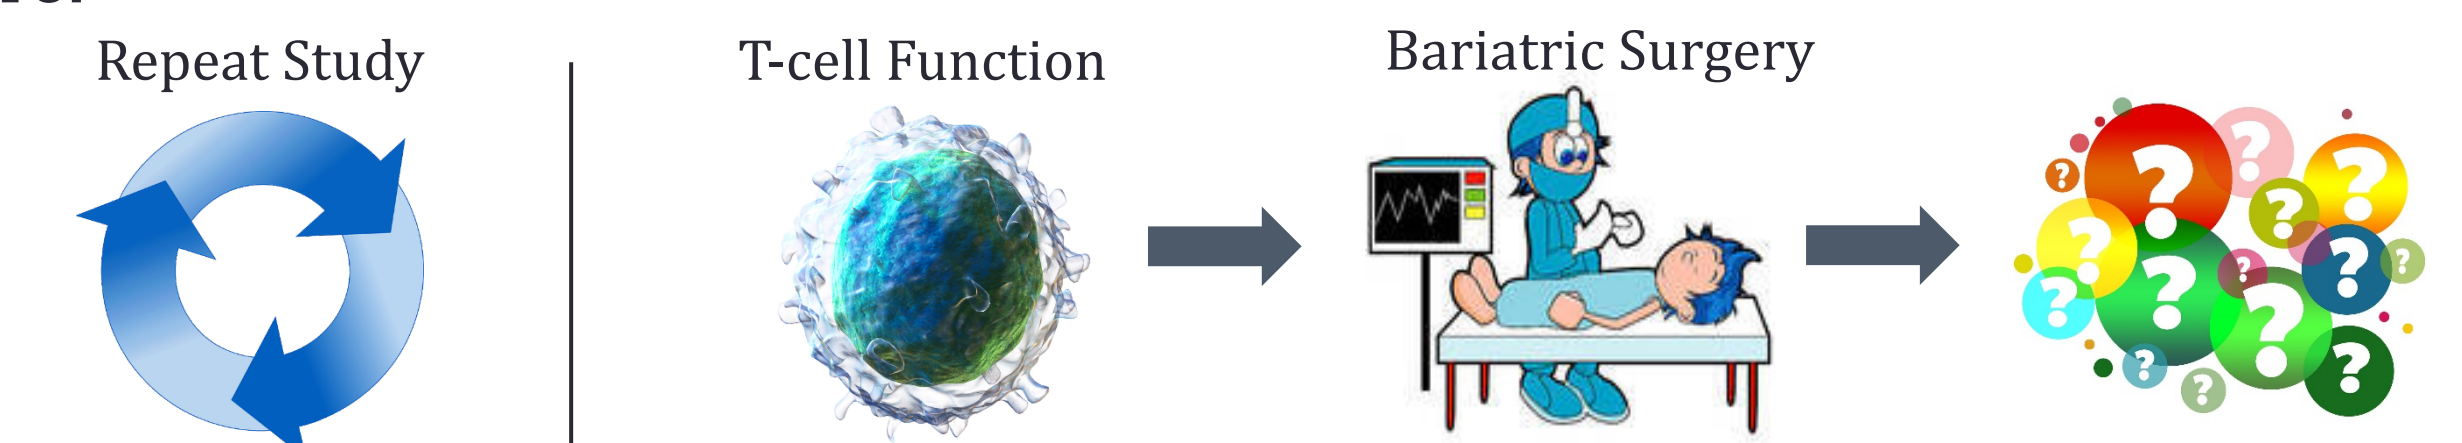 Repeat Study
T-cell Function
Bariatric Surgery
? ? ? ? ? ? ? ? ? ? ? ? ? ?